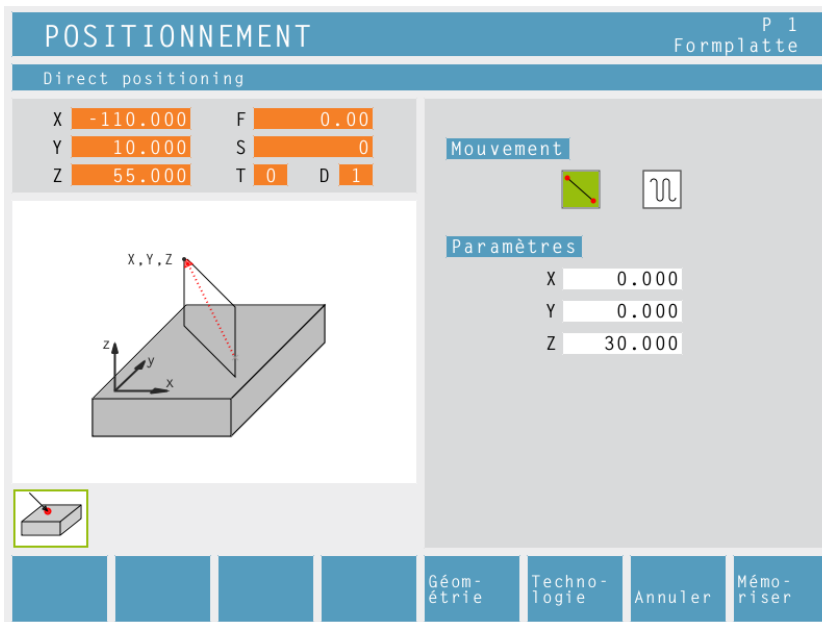 POSITIONNEMENT
P 1
Formplatte
Direct positioning
X -110.000 F 0.00
Y 10.000 S 0
Z 55.000 T 0 D 1
Mouvement
Paramètres
X 0.000
Y 0.000
Z 30.000
X,Y,Z
z
y
x
Géom-
étrie
Techno-
logie
Annuler
Mémo-
riser